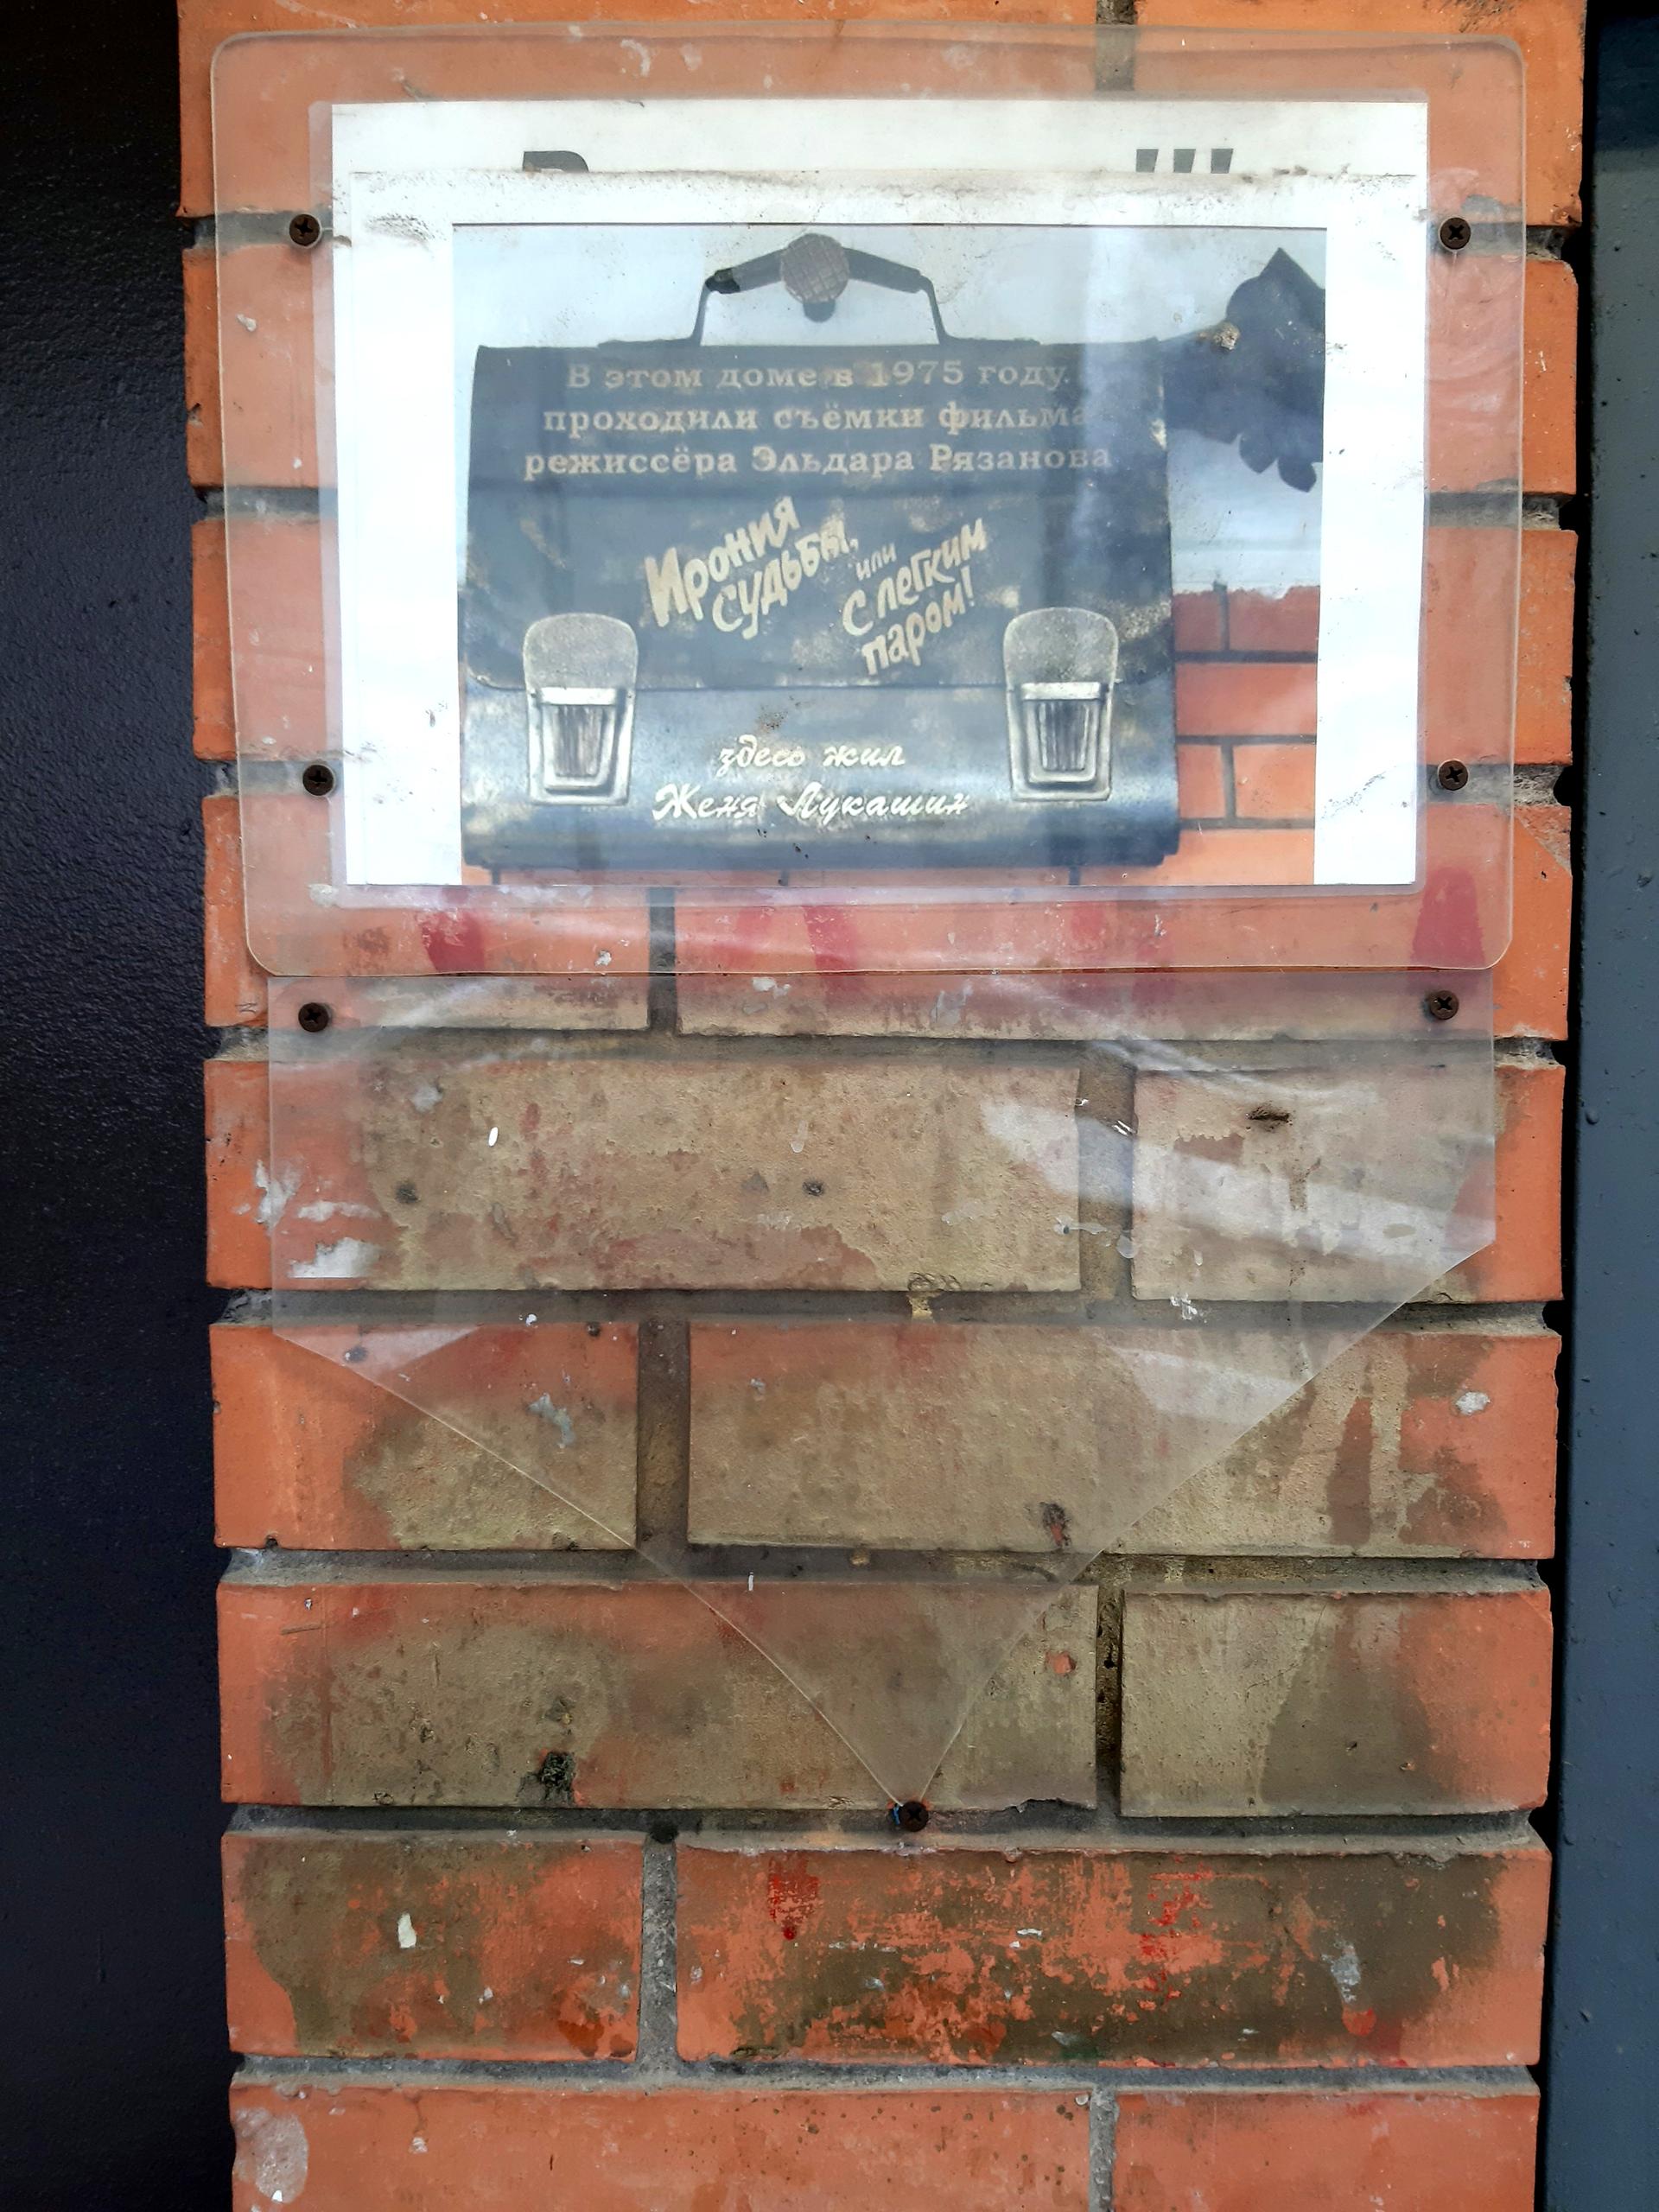 В этом доме в 1975 году.
проходили съёмки фильма
режиссёра Эльдара Рязанова
Ирония
судьбы,
или
С легким
паром!
здесь жил
Женя Лукашин